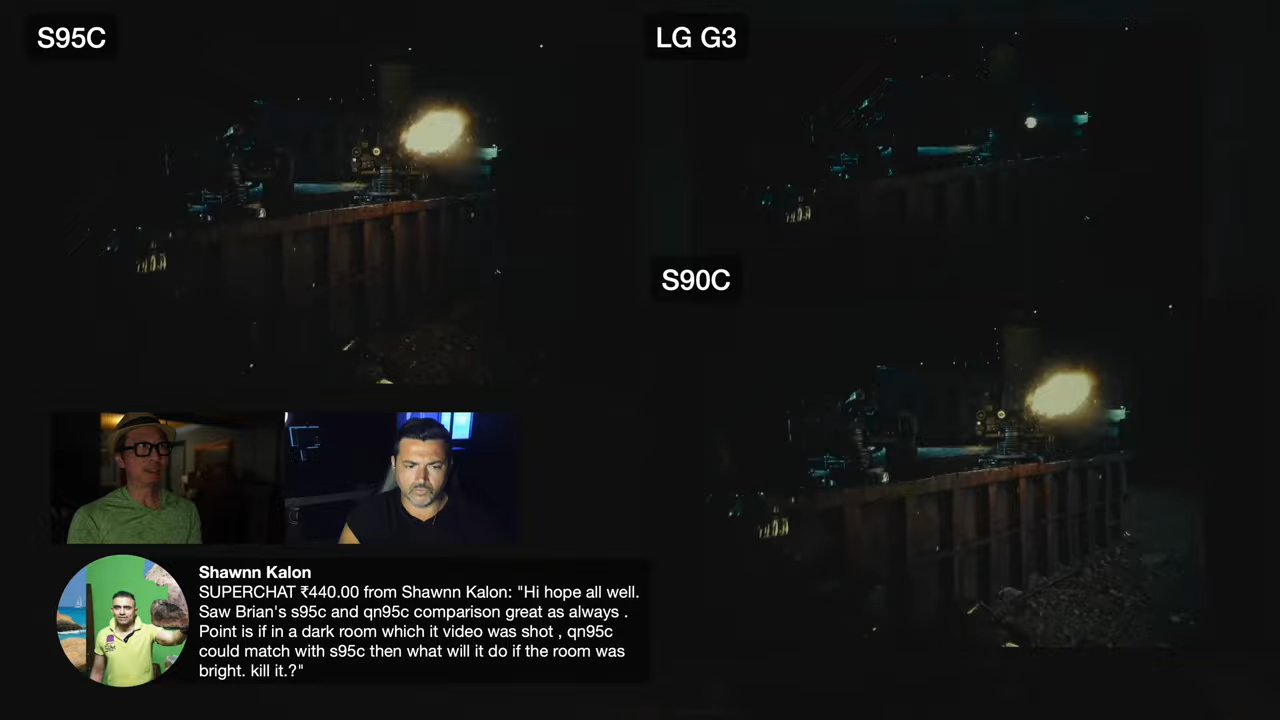 S95C
LG G3
S90C
Shawnn Kalon
SUPERCHAT ₹440.00 from Shawnn Kalon: "Hi hope all well.
Saw Brian's s95c and qn95c comparison great as always .
Point is if in a dark room which it video was shot , qn95c
could match with s95c then what will it do if the room was
bright. kill it.?"